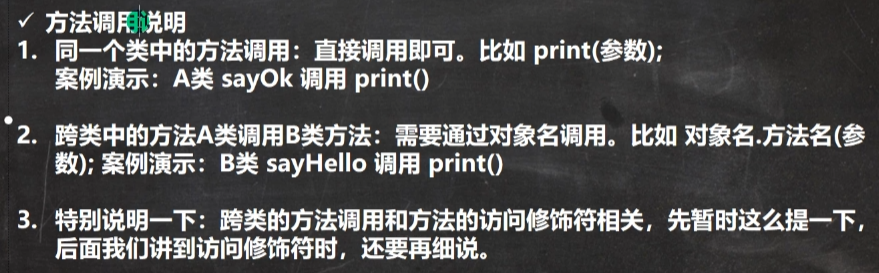 ✓ 方法调用说明
1. 同一个类中的方法调用：直接调用即可。比如 print(参数);
案例演示：A类 sayOk 调用 print()
2. 跨类中的方法A类调用B类方法：需要通过对象名调用。比如 对象名.方法名(参
数); 案例演示：B类 sayHello 调用 print()
3. 特别说明一下：跨类的方法调用和方法的访问修饰符相关，先暂时这么提一下，
后面我们讲到访问修饰符时，还要再细说。